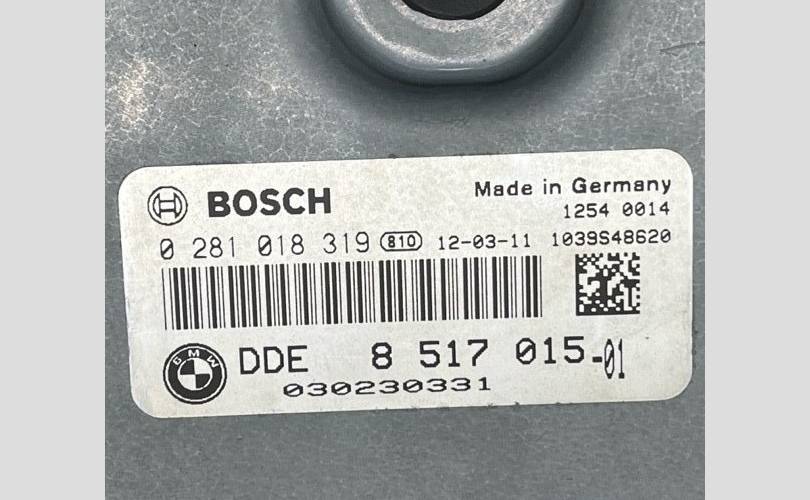 BOSCH
Made in Germany
1254 0014
0 281 018 319 810 12-03-11 1039S48620
BMW DDE 8 517 015-01
030230331